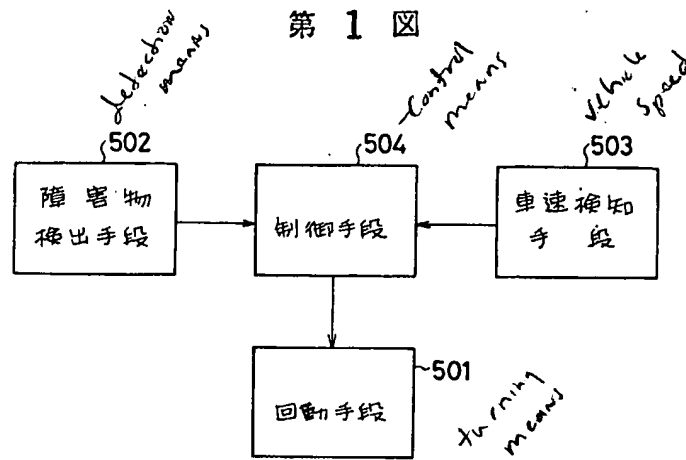 第 1 図
detection
means
control
means
vehicle
speed
502
504
503
障害物
検出手段
制御手段
車速検知
手段
501
回動手段
turning
means